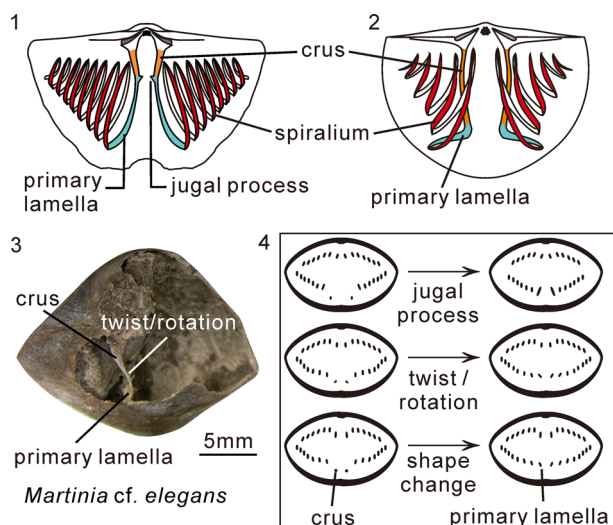 1
2
crus
spiralium
primary
lamella
jugal process
primary lamella
3
crus
twist/rotation
primary lamella
5mm
Martinia cf. elegans
4
jugal
process
twist /
rotation
shape
change
crus
primary lamella